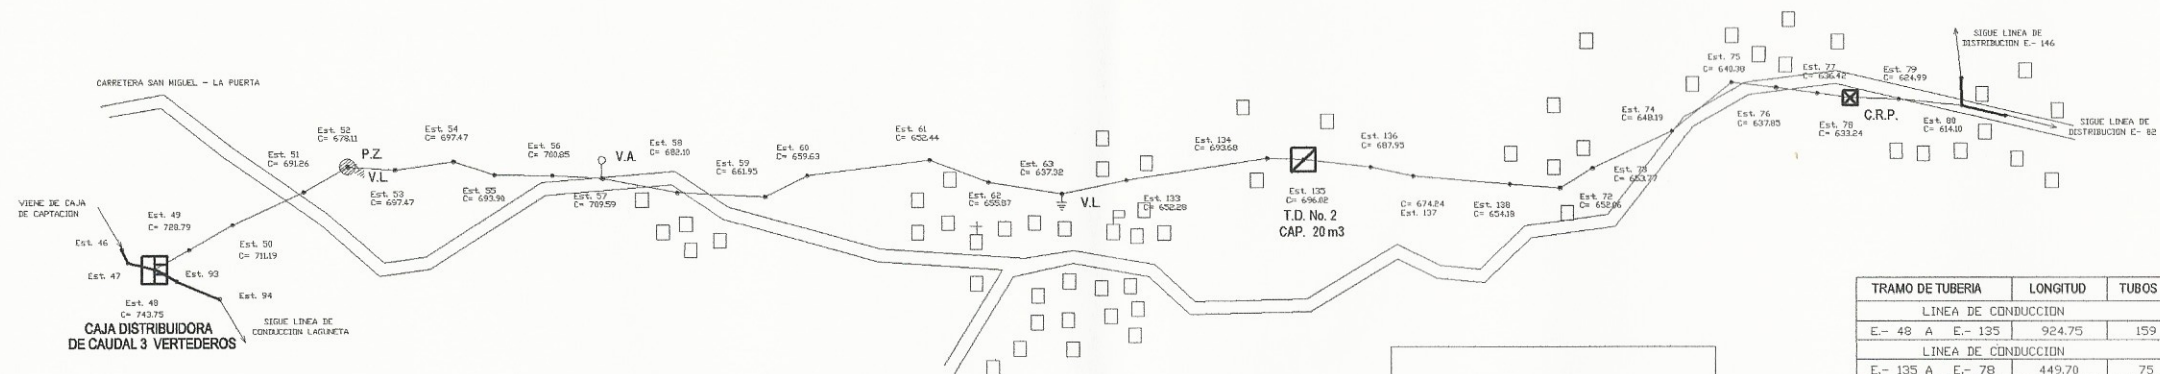 CARRETERA SAN MIGUEL - LA PUERTA
VIENE DE CAJA
DE CAPTACION
Est. 46
Est. 47
Est. 48
C= 743.75
CAJA DISTRIBUIDORA
DE CAUDAL 3 VERTEDEROS
Est. 49
C= 728.79
Est. 50
C= 711.19
Est. 93
Est. 94
SIGUE LINEA DE
CONDUCCION LAGUNETA
Est. 51
C= 691.26
Est. 52
C= 678.11
P.Z.
V.L.
Est. 53
C= 697.47
Est. 54
C= 697.47
Est. 55
C= 693.90
Est. 56
C= 700.85
V.A.
Est. 57
C= 709.59
Est. 58
C= 682.10
Est. 59
C= 661.95
Est. 60
C= 659.63
Est. 61
C= 652.44
Est. 62
C= 655.87
Est. 63
C= 637.32
V.L.
Est. 133
C= 652.28
Est. 134
C= 693.68
Est. 135
C= 696.02
T.D. No. 2
CAP. 20 m3
Est. 136
C= 687.95
C= 674.24
Est. 137
Est. 138
C= 654.18
Est. 72
Est. 73
Est. 74
C= 648.19
Est. 75
C= 640.38
Est. 76
C= 637.85
Est. 77
C= 636.42
Est. 78
C= 633.24
C.R.P.
Est. 79
C= 624.99
Est. 80
C= 614.10
SIGUE LINEA DE
DISTRIBUCION E.- 146
SIGUE LINEA DE
DISTRIBUCION E- 82
TRAMO DE TUBERIA LONGITUD TUBOS
LINEA DE CONDUCCION
E.- 48 A E.- 135 924.75 159
LINEA DE CONDUCCION
E.- 135 A E.- 78 449.70 75